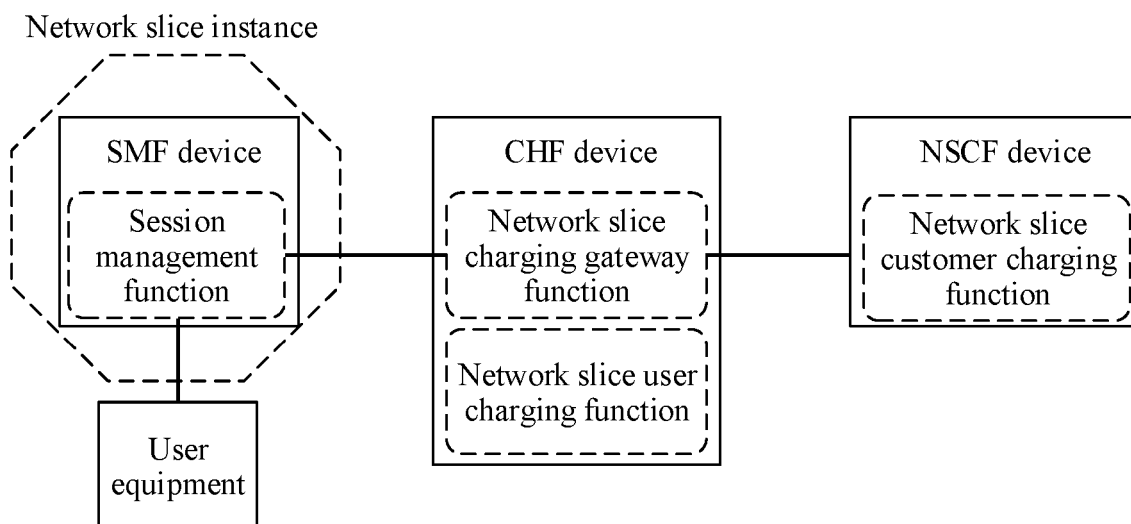 Network slice instance
SMF device
Session
management
function
User
equipment
CHF device
Network slice
charging gateway
function
Network slice user
charging function
NSCF device
Network slice
customer charging
function